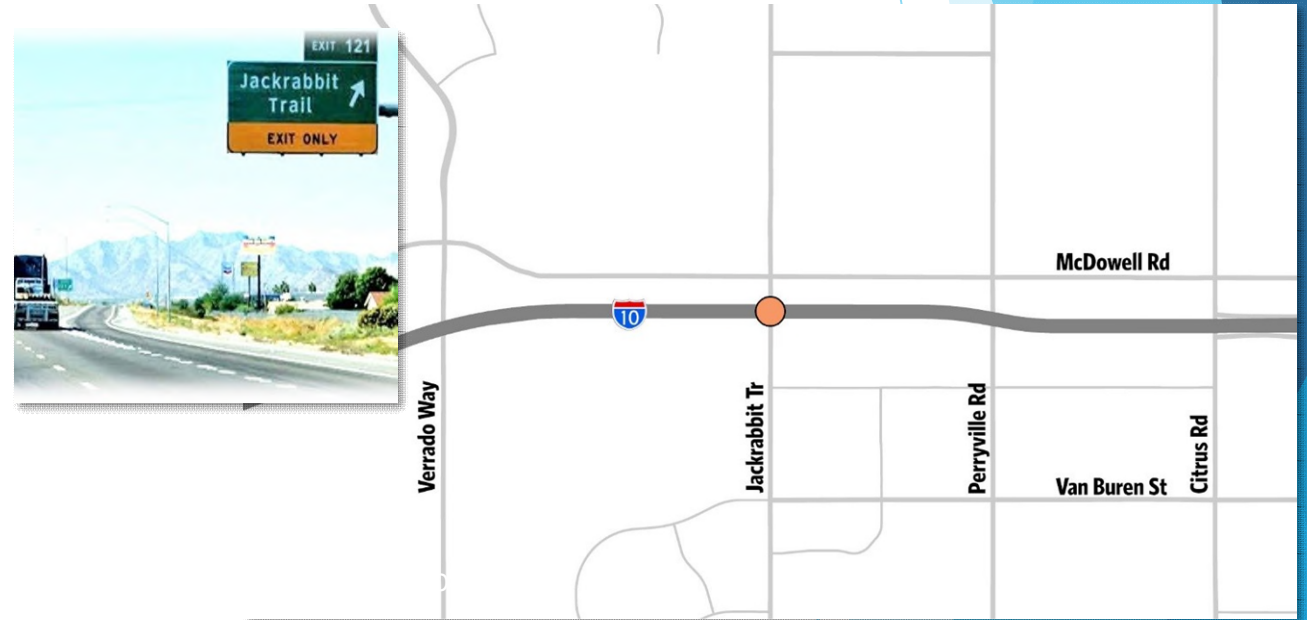 EXIT 121
Jackrabbit
Trail
EXIT ONLY
McDowell Rd
10
Verrado Way
Jackrabbit Tr
Perryville Rd
Citrus Rd
Van Buren St